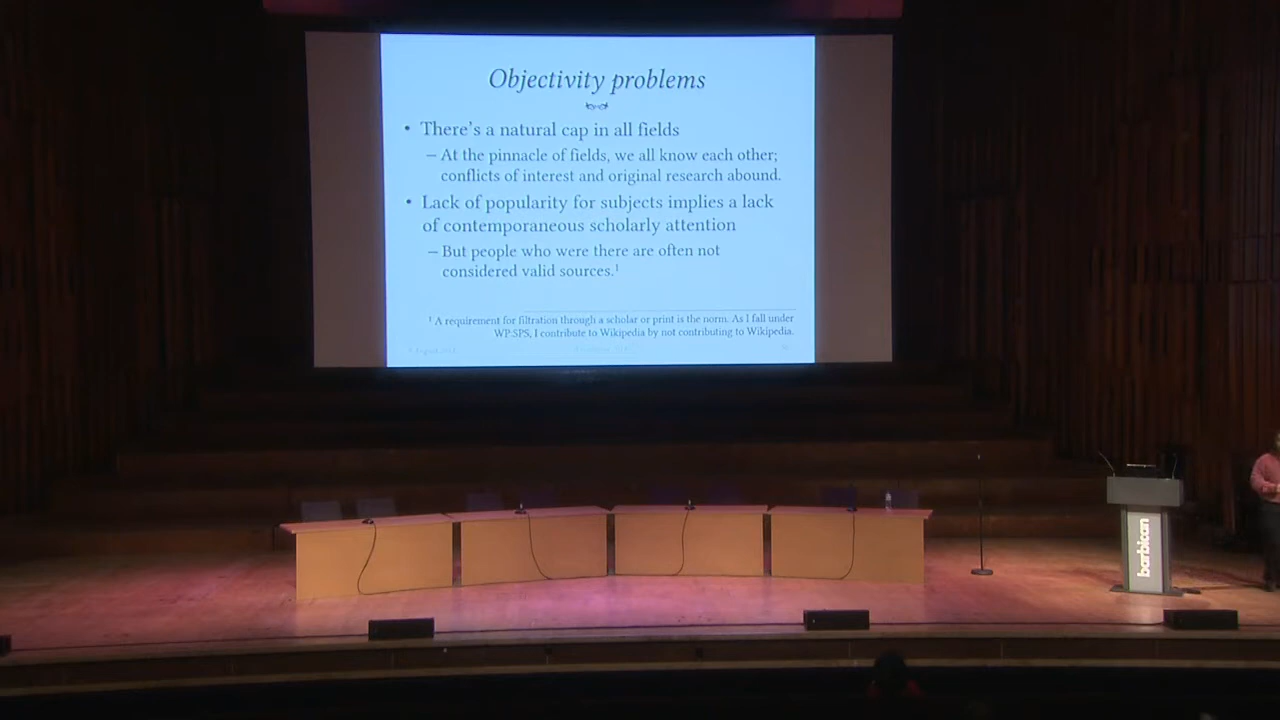 Objectivity problems
• There's a natural cap in all fields
– At the pinnacle of fields, we all know each other;
conflicts of interest and original research abound.
• Lack of popularity for subjects implies a lack
of contemporaneous scholarly attention
– But people who were there are often not
considered valid sources.¹
¹ A requirement for filtration through a scholar or print is the norm. As I fall under
WP:SPS, I contribute to Wikipedia by not contributing to Wikipedia.
barbican